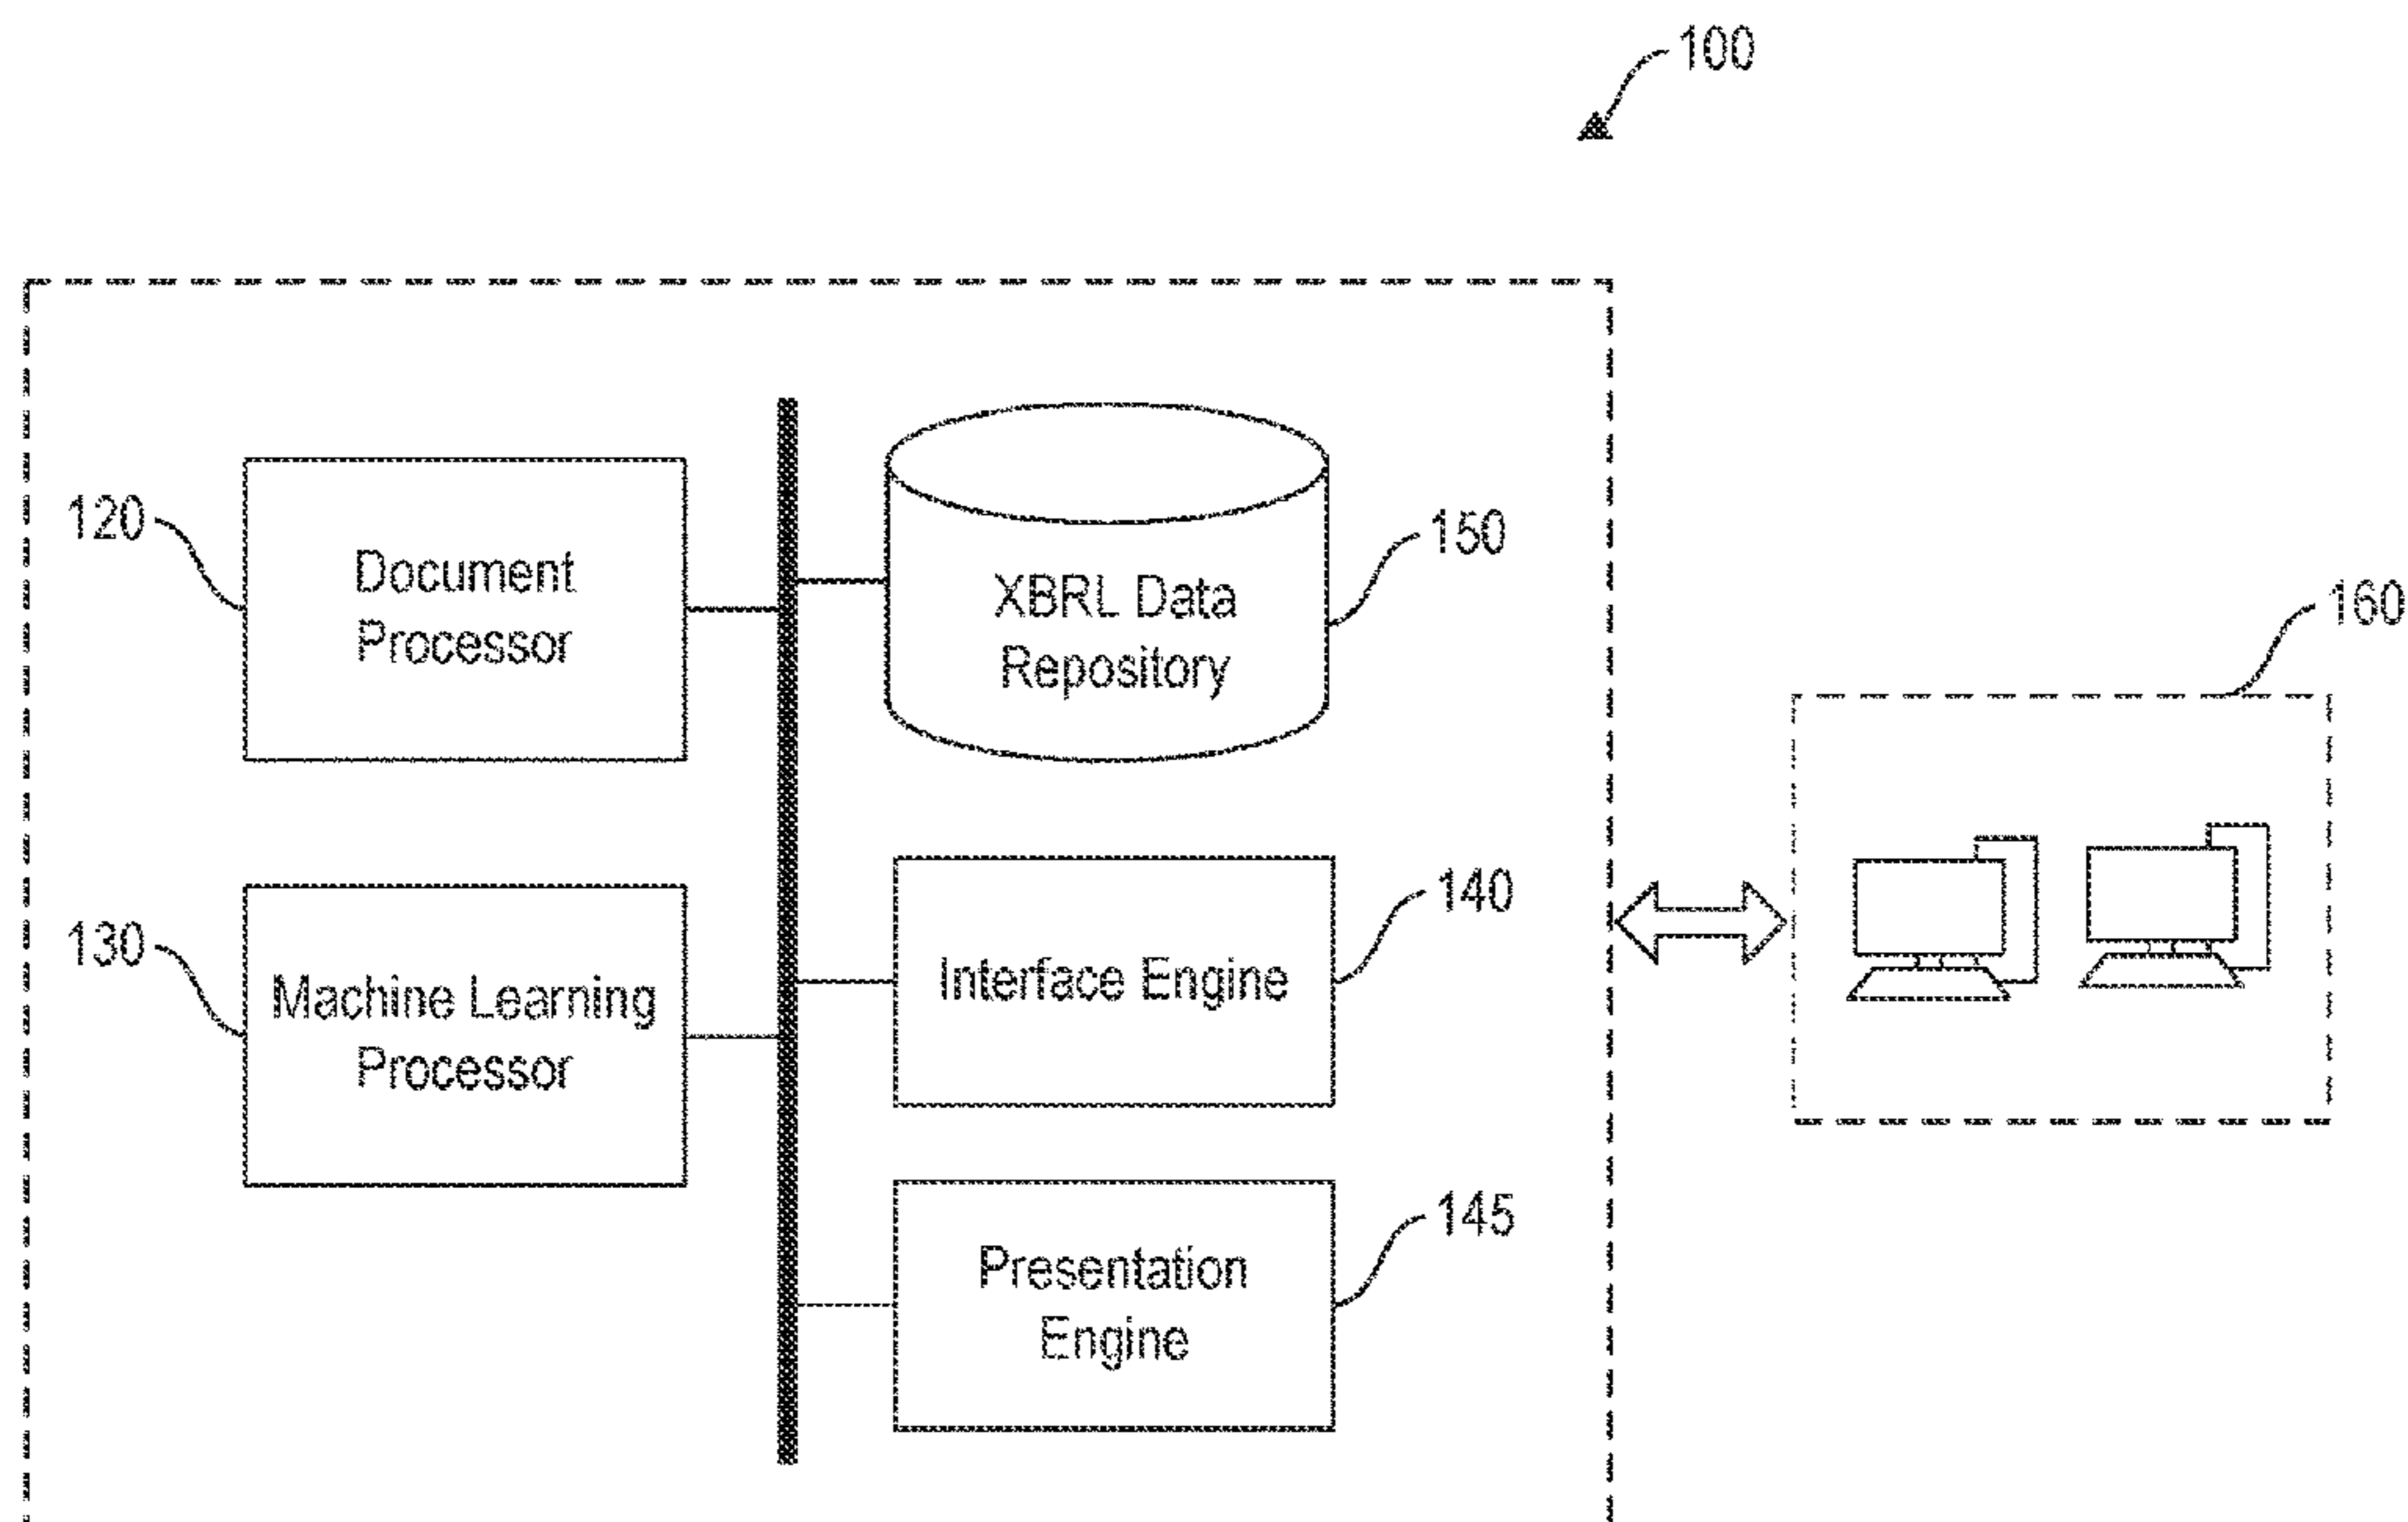 100
120
Document
Processor
XBRL Data
Repository
150
160
130
Machine Learning
Processor
Interface Engine
140
Presentation
Engine
145